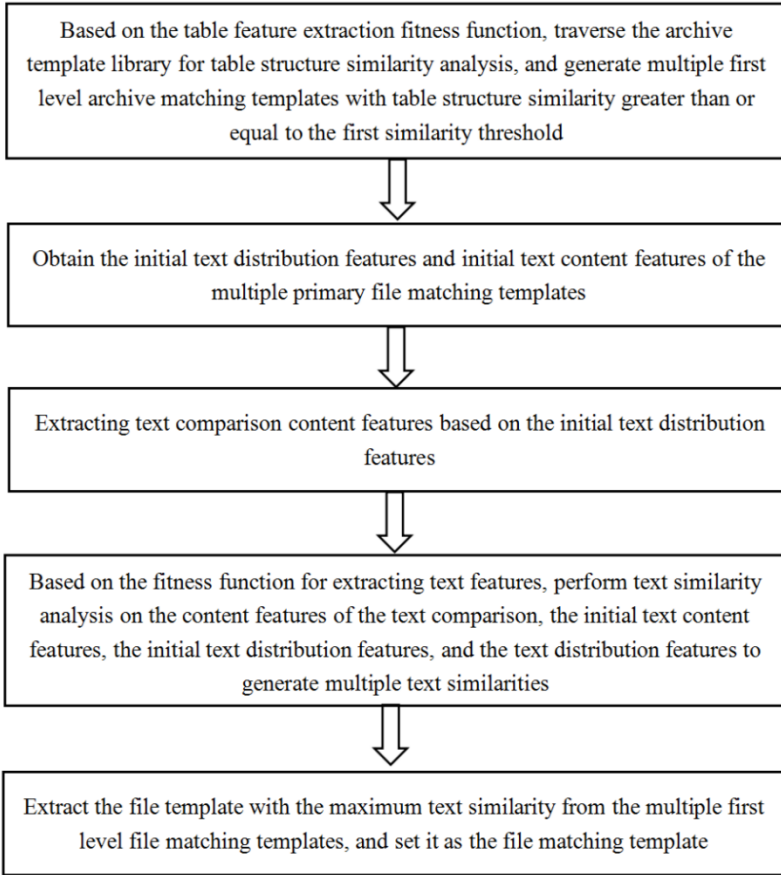 Based on the table feature extraction fitness function, traverse the archive
template library for table structure similarity analysis, and generate multiple first
level archive matching templates with table structure similarity greater than or
equal to the first similarity threshold
Obtain the initial text distribution features and initial text content features of the
multiple primary file matching templates
Extracting text comparison content features based on the initial text distribution
features
Based on the fitness function for extracting text features, perform text similarity
analysis on the content features of the text comparison, the initial text content
features, the initial text distribution features, and the text distribution features to
generate multiple text similarities
Extract the file template with the maximum text similarity from the multiple first
level file matching templates, and set it as the file matching template